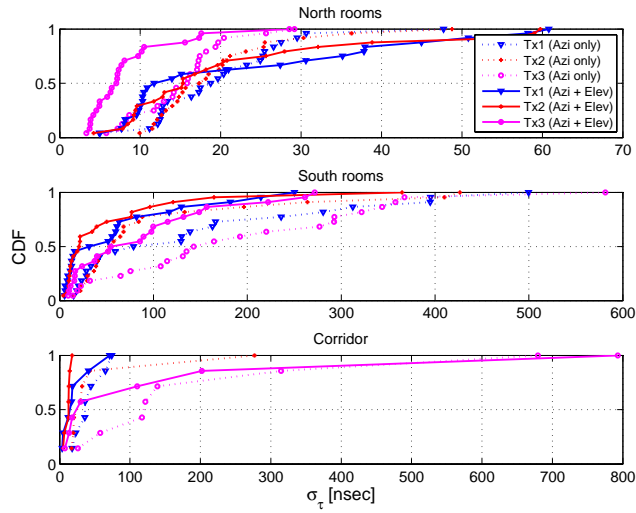 North rooms
1
0.5
0
0 10 20 30 40 50 60 70
Tx1 (Azi only)
Tx2 (Azi only)
Tx3 (Azi only)
Tx1 (Azi + Elev)
Tx2 (Azi + Elev)
Tx3 (Azi + Elev)
South rooms
CDF
1
0.5
0
0 100 200 300 400 500 600
Corridor
1
0.5
0
0 100 200 300 400 500 600 700 800
στ [nsec]